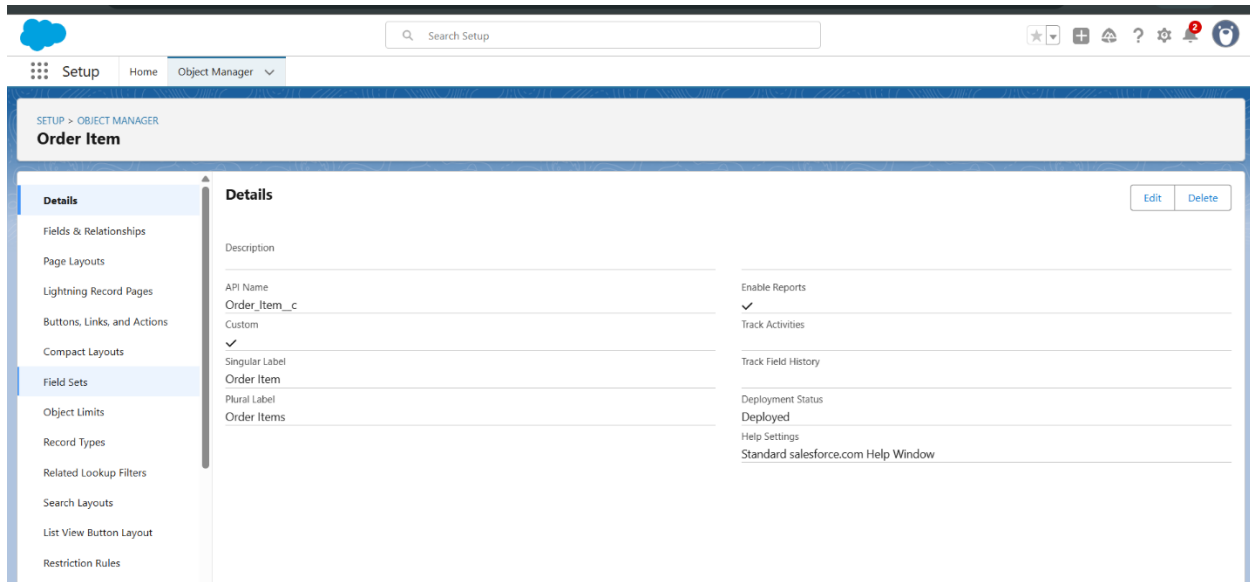 Search Setup
2
Setup
Home
Object Manager
SETUP > OBJECT MANAGER
Order Item
Details
Fields & Relationships
Page Layouts
Lightning Record Pages
Buttons, Links, and Actions
Compact Layouts
Field Sets
Object Limits
Record Types
Related Lookup Filters
Search Layouts
List View Button Layout
Restriction Rules
Details
Edit
Delete
Description
API Name
Order_Item__c
Custom
Singular Label
Order Item
Plural Label
Order Items
Enable Reports
Track Activities
Track Field History
Deployment Status
Deployed
Help Settings
Standard salesforce.com Help Window